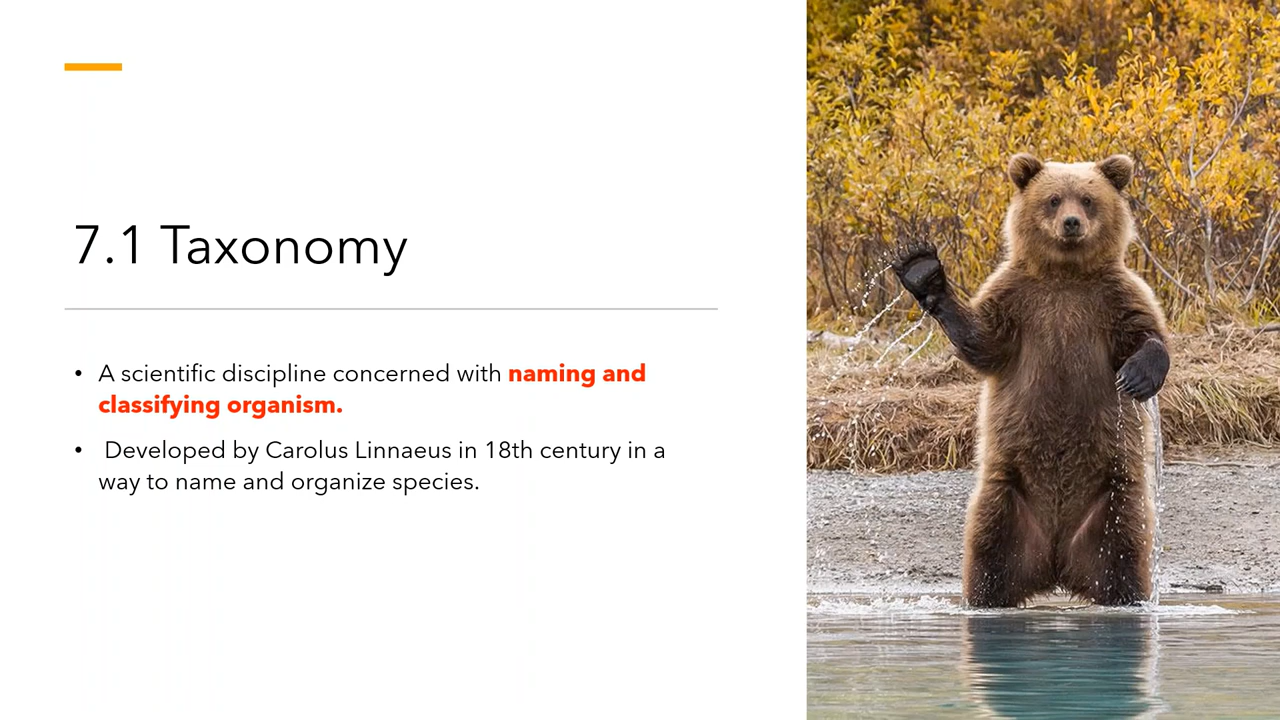 7.1 Taxonomy
• A scientific discipline concerned with naming and
classifying organism.
• Developed by Carolus Linnaeus in 18th century in a
way to name and organize species.